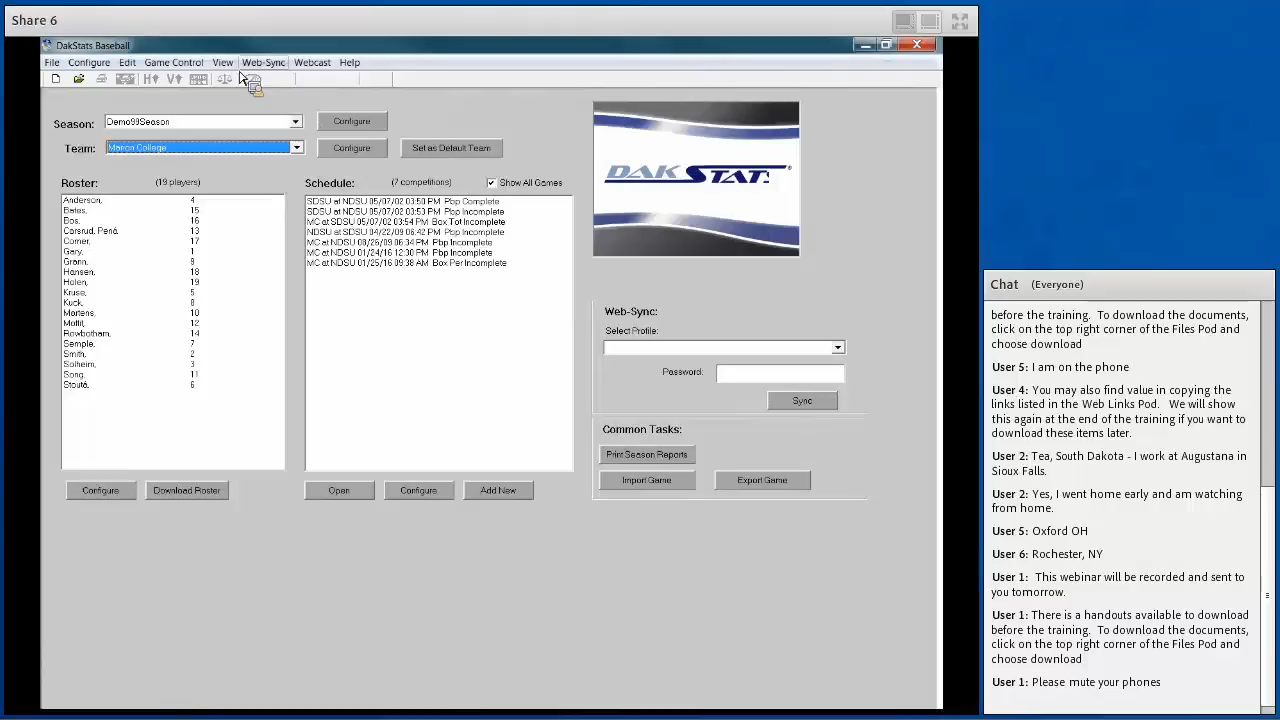 Share 6
DakStats Baseball
File Configure Edit Game Control View Web-Sync Webcast Help
Season: Demo99Season Configure
Team: Marion College Configure Set as Default Team
Roster: (19 players)
Anderson, 4
Bates, 15
Bos, 16
Carsrud, Pená, 13
Comer, 17
Gary, 1
Grann, 9
Hansen, 18
Holen, 19
Kruse, 5
Kuck, 8
Martens, 10
Moffit, 12
Rowbotham, 14
Semple, 7
Smith, 2
Solheim, 3
Song, 11
Stoutá, 6
Configure Download Roster
Schedule: (7 competitions) Show All Games
SDSU at NDSU 05/07/02 03:50 PM Pbp Complete
SDSU at NDSU 05/07/02 03:53 PM Pbp Incomplete
MC at SDSU 05/07/02 03:54 PM Box Tot Incomplete
NDSU at SDSU 04/22/09 06:42 PM Pbp Incomplete
MC at NDSU 08/26/09 06:34 PM Pbp Incomplete
MC at NDSU 01/24/16 12:30 PM Pbp Incomplete
MC at NDSU 01/25/16 09:38 AM Box Per Incomplete
Open Configure Add New
DAKSTATS®
Web-Sync:
Select Profile:
Password:
Sync
Common Tasks:
Print Season Reports
Import Game Export Game
Chat (Everyone)
before the training. To download the documents,
click on the top right corner of the Files Pod and
choose download
User 5: I am on the phone
User 4: You may also find value in copying the
links listed in the Web Links Pod. We will show
this again at the end of the training if you want to
download these items later.
User 2: Tea, South Dakota - I work at Augustana in
Sioux Falls.
User 2: Yes, I went home early and am watching
from home.
User 5: Oxford OH
User 6: Rochester, NY
User 1: This webinar will be recorded and sent to
you tomorrow.
User 1: There is a handouts available to download
before the training. To download the documents,
click on the top right corner of the Files Pod and
choose download
User 1: Please mute your phones